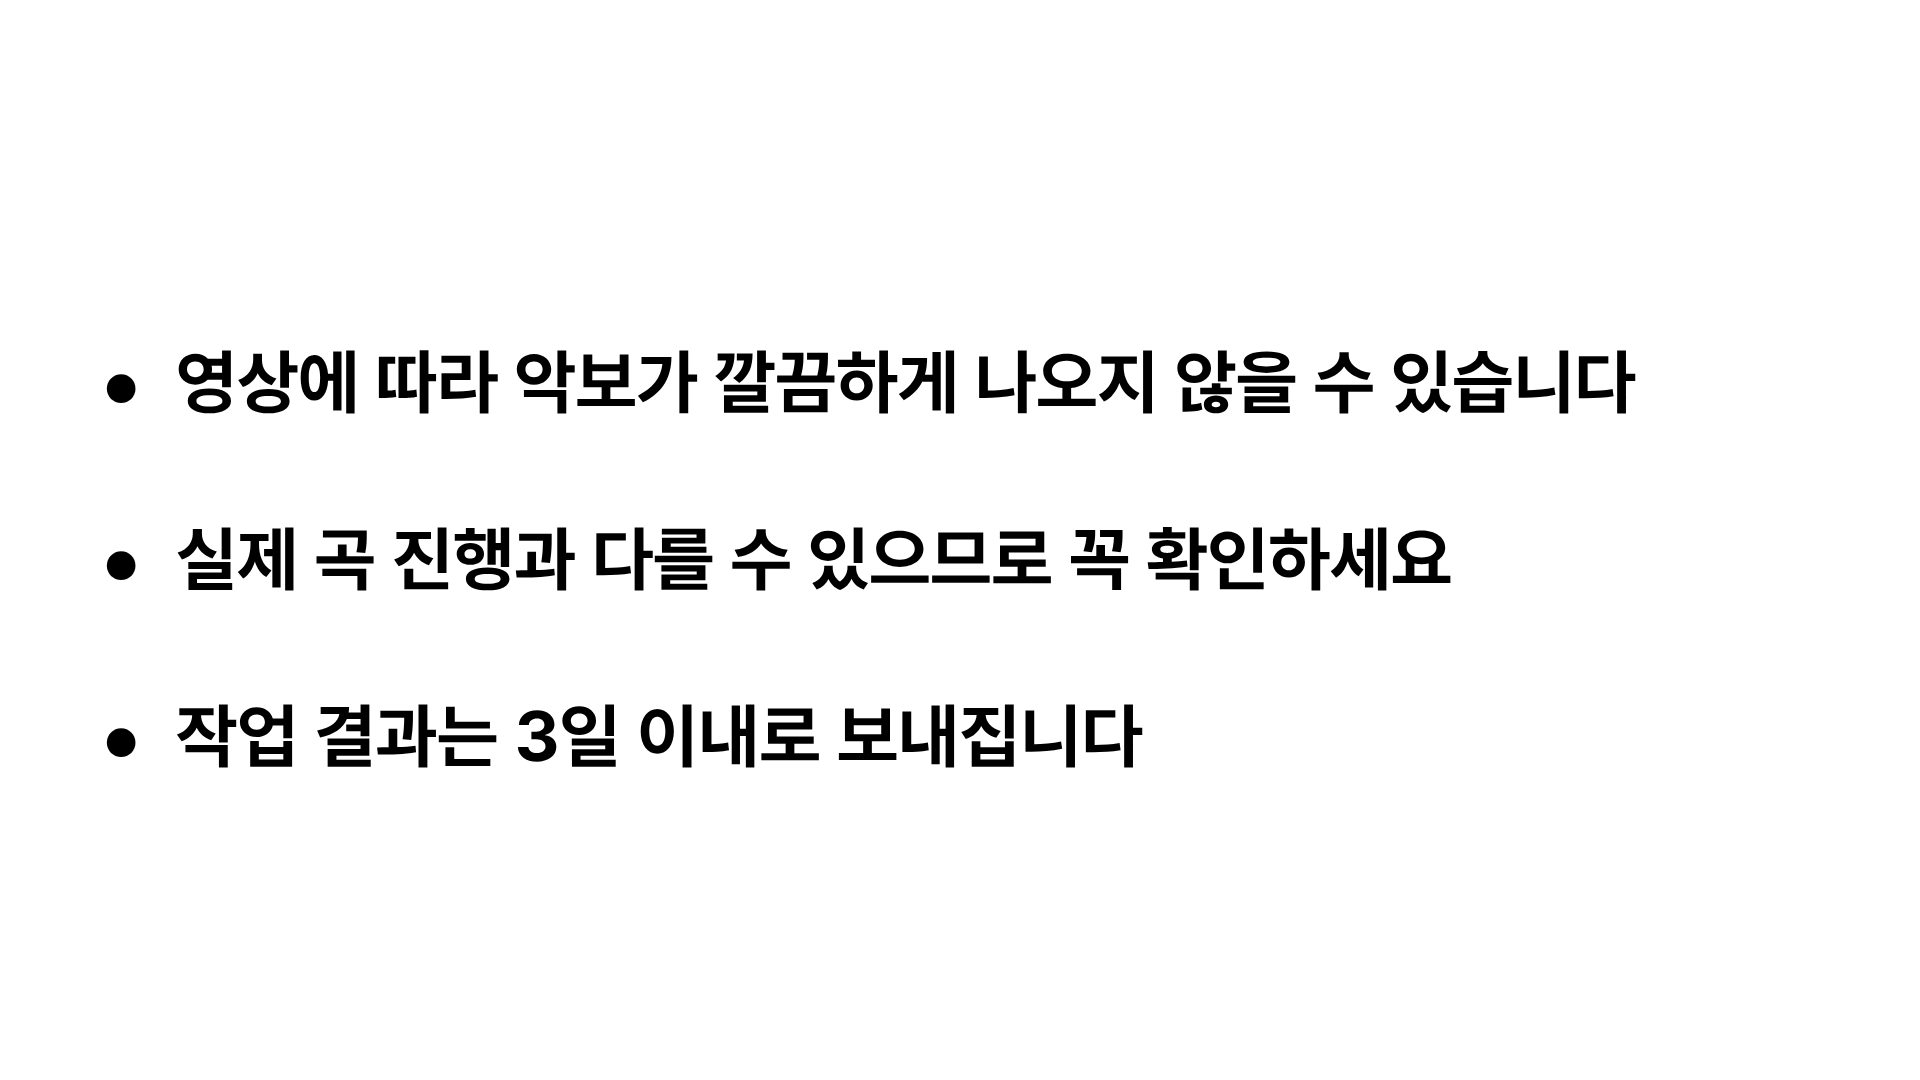 • 영상에 따라 악보가 깔끔하게 나오지 않을 수 있습니다
• 실제 곡 진행과 다를 수 있으므로 꼭 확인하세요
• 작업 결과는 3일 이내로 보내집니다